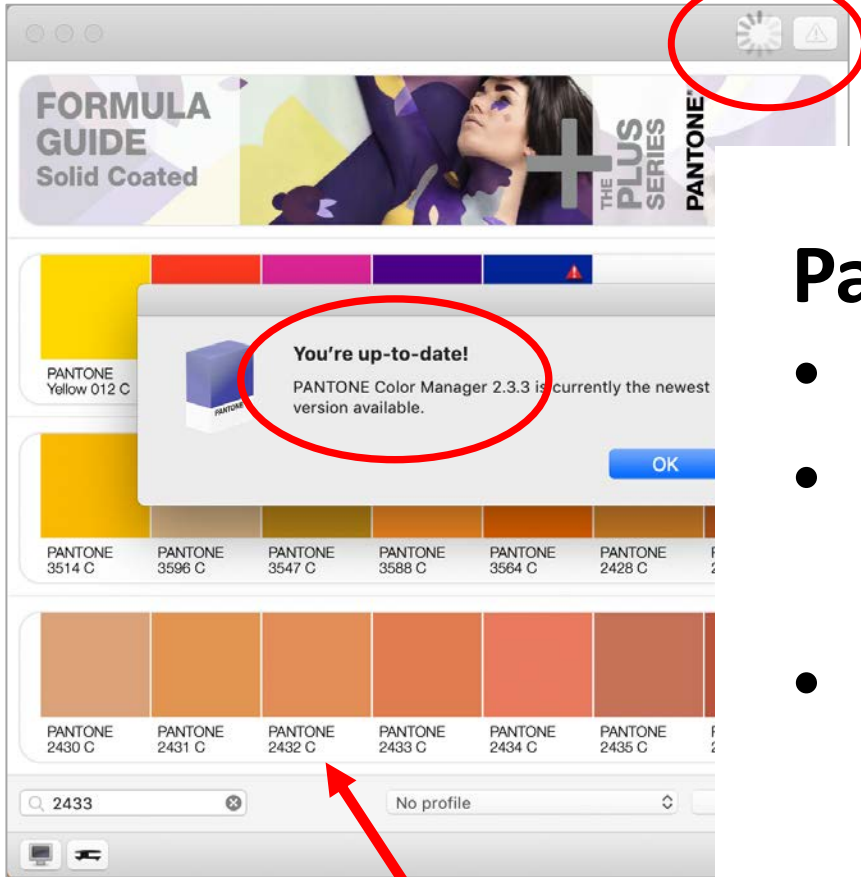 FORMULA
GUIDE
Solid Coated
THE
PLUS
SERIES
PANTONE®
PANTONE
Yellow 012 C
You're up-to-date!
PANTONE Color Manager 2.3.3 is currently the newest
version available.
PANTONE
OK
PANTONE PANTONE PANTONE PANTONE PANTONE PANTONE
3514 C 3596 C 3547 C 3588 C 3564 C 2428 C
PANTONE PANTONE PANTONE PANTONE PANTONE PANTONE
2430 C 2431 C 2432 C 2433 C 2434 C 2435 C
2433 No profile
Pa
•
•
•